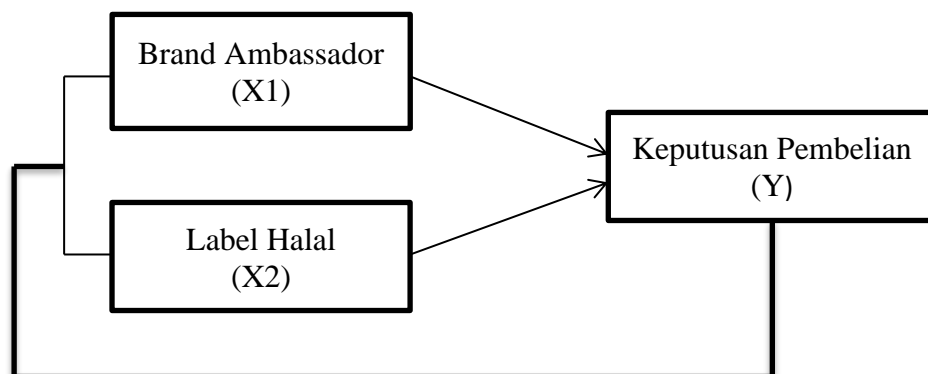 Brand Ambassador
(X1)
Keputusan Pembelian
(Y)
Label Halal
(X2)